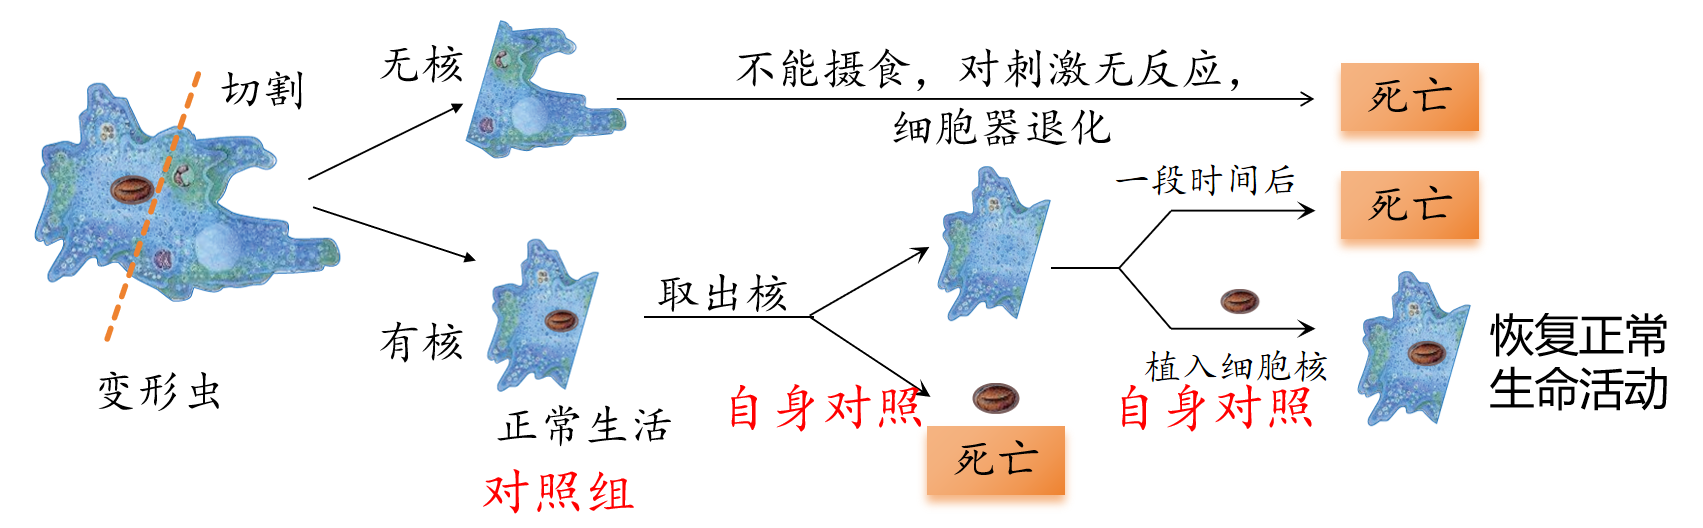 切割
无核
不能摄食，对刺激无反应，
细胞器退化
死亡
变形虫
有核
正常生活
对照组
取出核
自身对照
死亡
一段时间后
死亡
植入细胞核
自身对照
恢复正常
生命活动